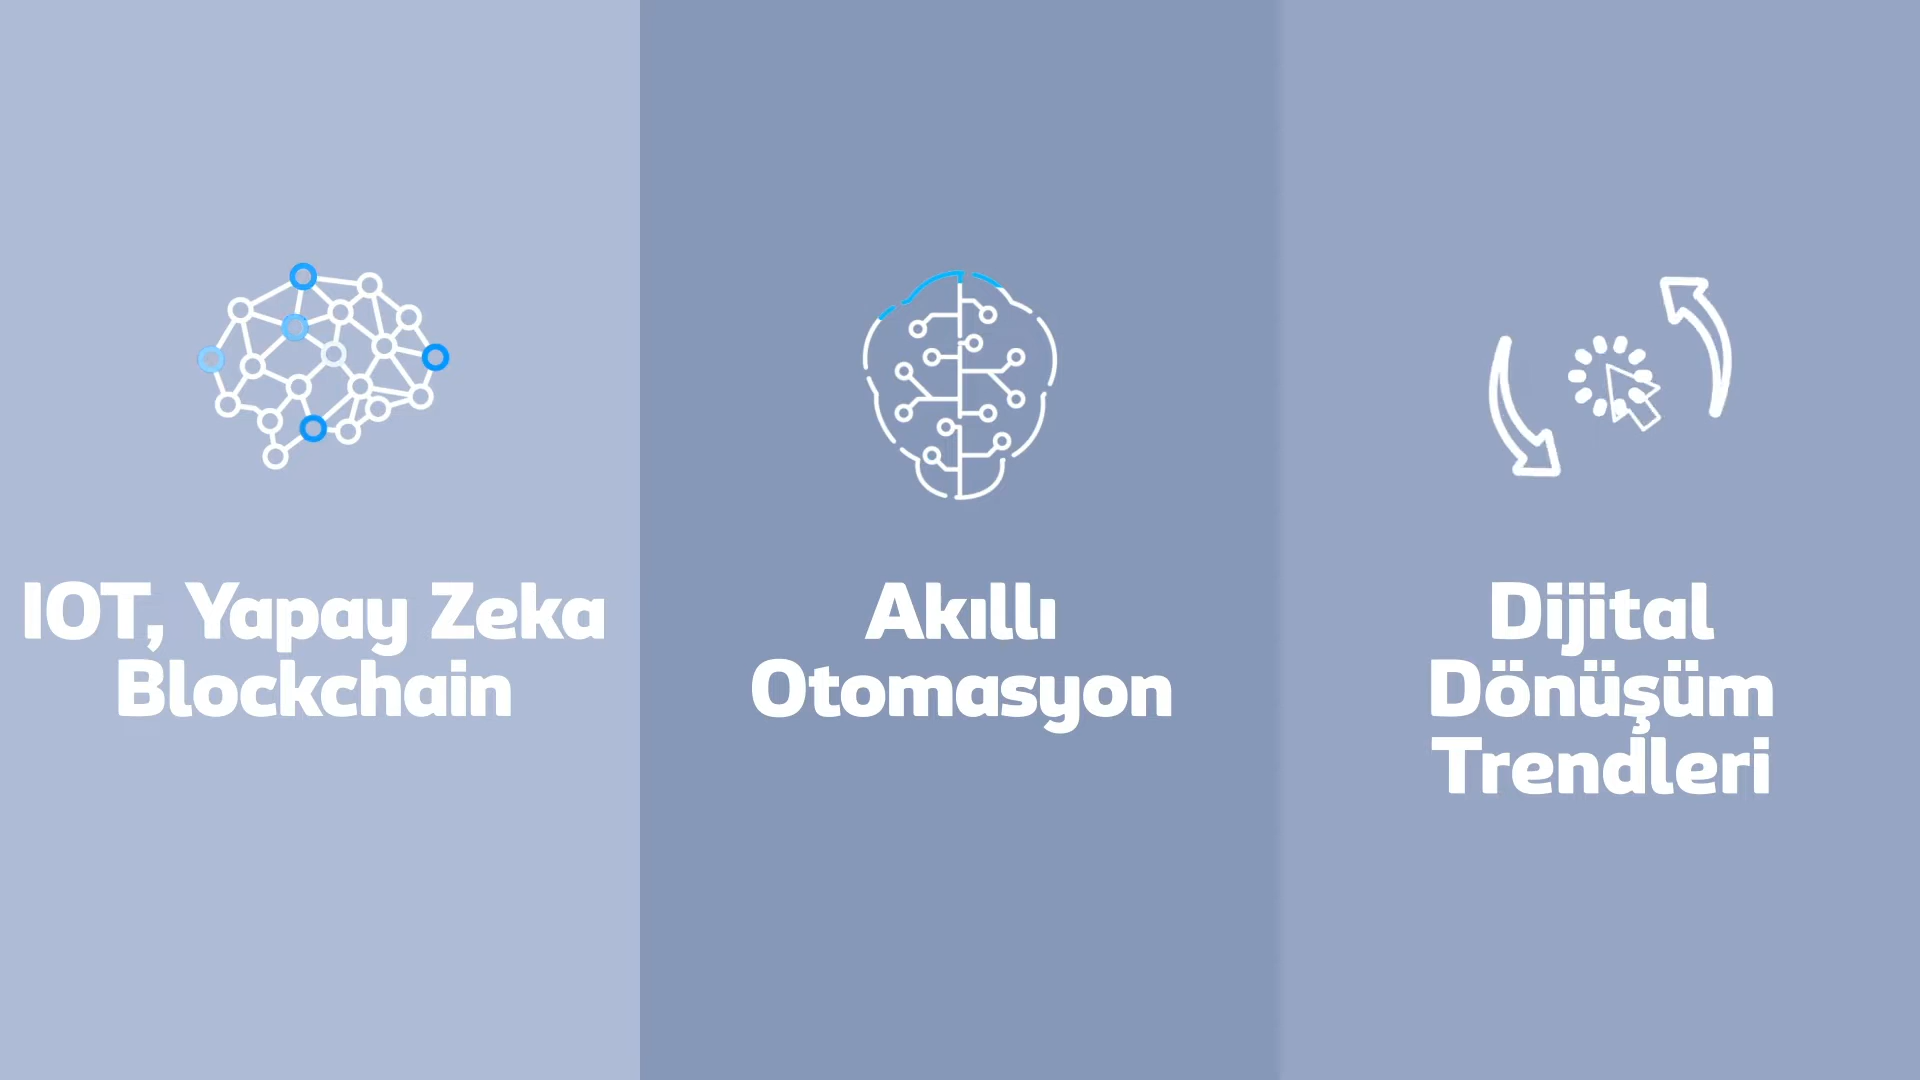 IOT, Yapay Zeka
Blockchain
Akıllı
Otomasyon
Dijital
Dönüşüm
Trendleri